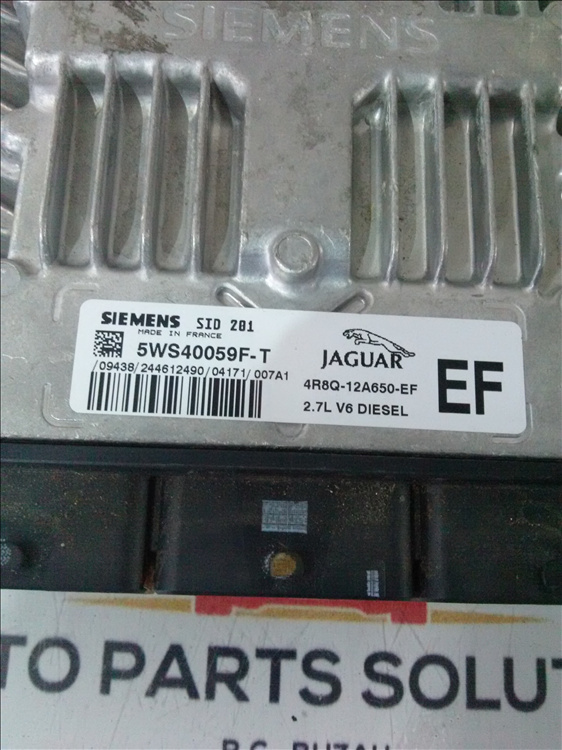 SIEMENS
SIEMENS SID 201
MADE IN FRANCE
5WS40059F-T
/09438/244612490/04171/007A1
JAGUAR
4R8Q-12A650-EF
2.7L V6 DIESEL
EF
TO PARTS SOLUT